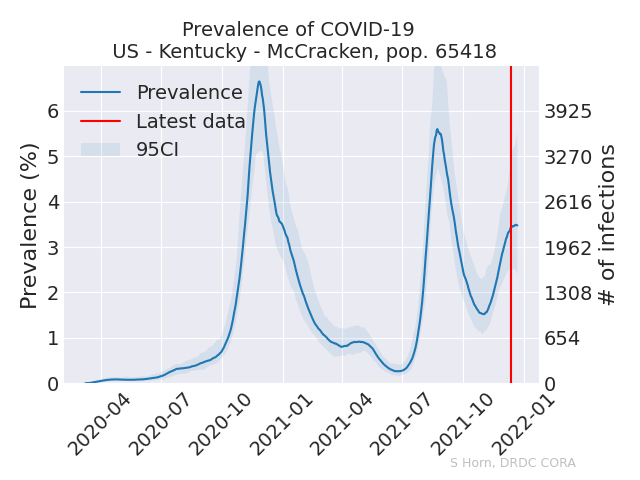 Prevalence of COVID-19
US - Kentucky - McCracken, pop. 65418
Prevalence
Latest data
95CI
Prevalence (%)
6
5
4
3
2
1
0
3925
3270
2616
1962
1308
654
0
# of infections
2020-04
2020-07
2020-10
2021-01
2021-04
2021-07
2021-10
2022-01
S Horn, DRDC CORA